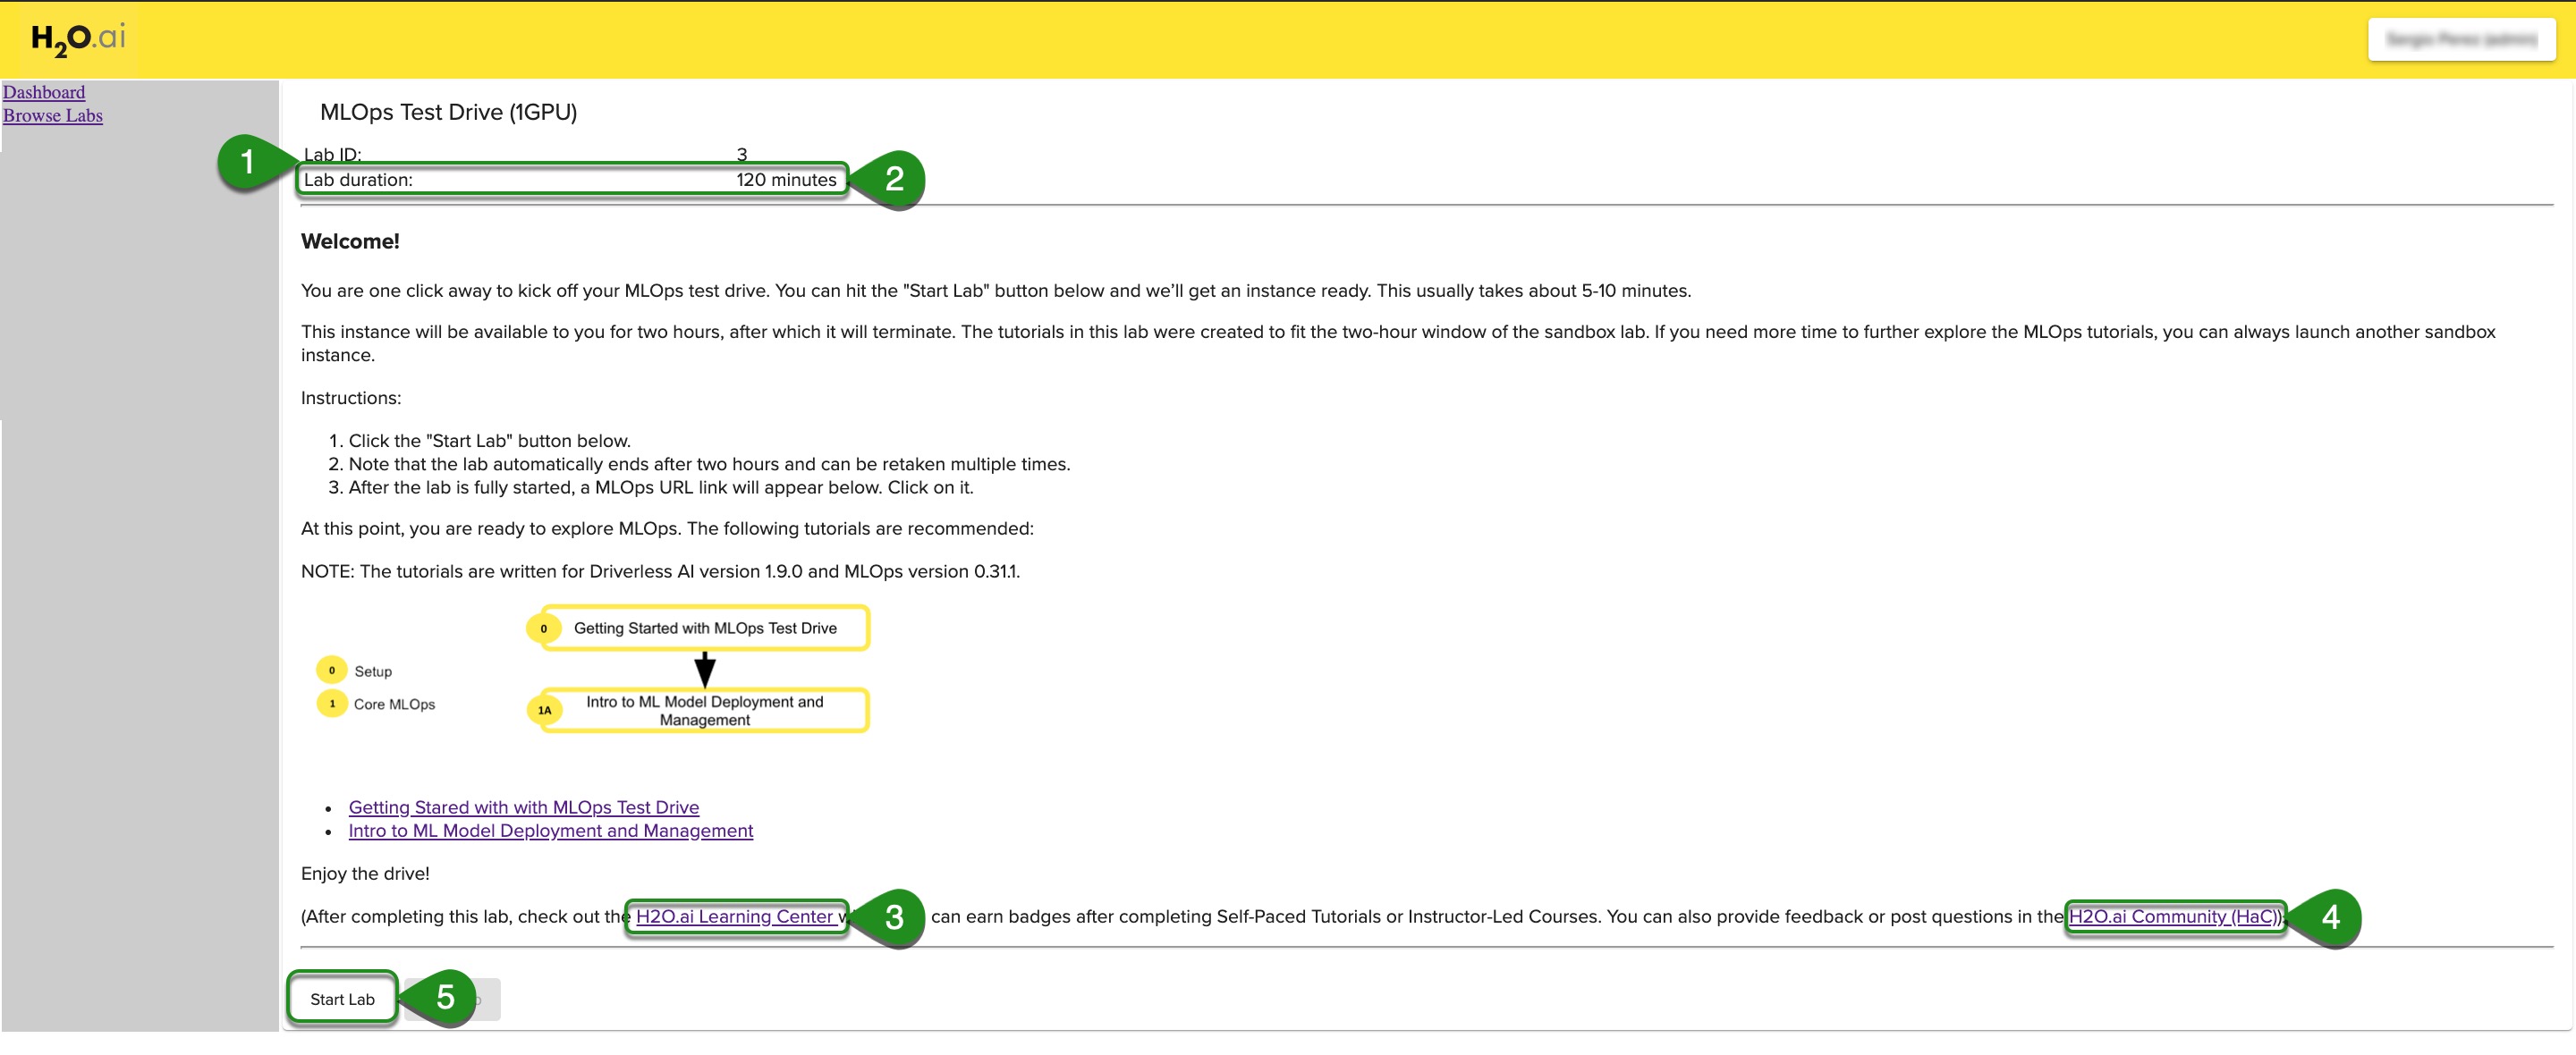 H2O.ai
Dashboard
Browse Labs
MLOps Test Drive (1GPU)
1
Lab ID: 3
Lab duration: 120 minutes
2
Welcome!
You are one click away to kick off your MLOps test drive. You can hit the "Start Lab" button below and we'll get an instance ready. This usually takes about 5-10 minutes.
This instance will be available to you for two hours, after which it will terminate. The tutorials in this lab were created to fit the two-hour window of the sandbox lab. If you need more time to further explore the MLOps tutorials, you can always launch another sandbox
instance.
Instructions:
1. Click the "Start Lab" button below.
2. Note that the lab automatically ends after two hours and can be retaken multiple times.
3. After the lab is fully started, a MLOps URL link will appear below. Click on it.
At this point, you are ready to explore MLOps. The following tutorials are recommended:
NOTE: The tutorials are written for Driverless AI version 1.9.0 and MLOps version 0.31.1.
0 Getting Started with MLOps Test Drive
0 Setup
1 Core MLOps
1A Intro to ML Model Deployment and
Management
• Getting Stared with with MLOps Test Drive
• Intro to ML Model Deployment and Management
Enjoy the drive!
(After completing this lab, check out the H2O.ai Learning Center 3 can earn badges after completing Self-Paced Tutorials or Instructor-Led Courses. You can also provide feedback or post questions in the H2O.ai Community (HaC)) 4
Start Lab 5